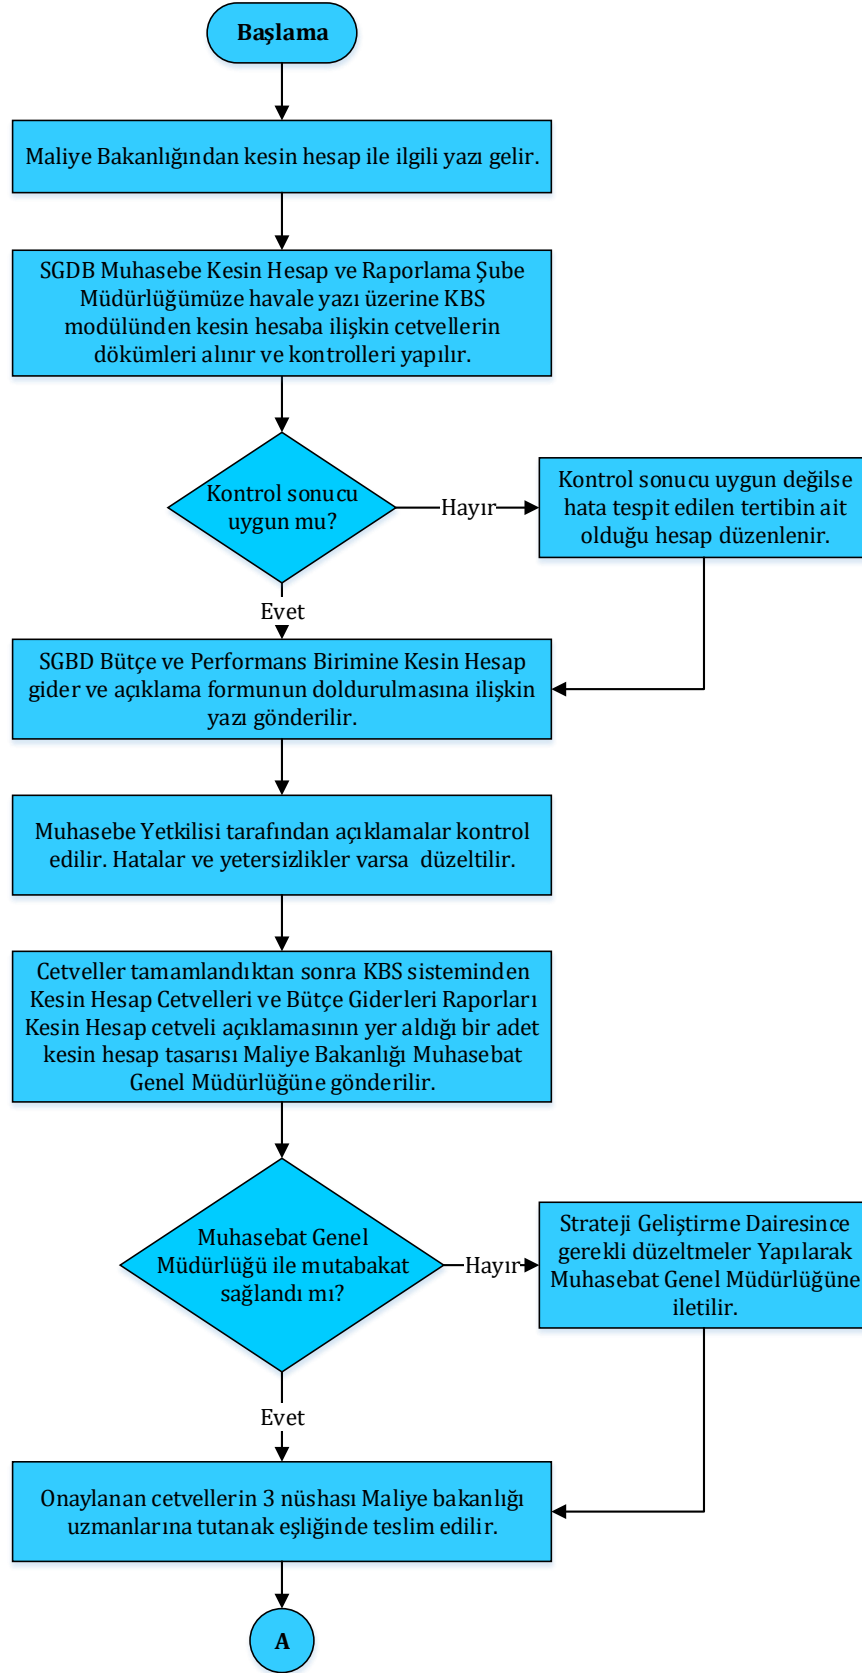 Başlama
Maliye Bakanlığından kesin hesap ile ilgili yazı gelir.
SGDB Muhasebe Kesin Hesap ve Raporlama Şube
Müdürlüğümüze havale yazı üzerine KBS
modülünden kesin hesaba ilişkin cetvellerin
dökümleri alınır ve kontrolleri yapılır.
Kontrol sonucu
uygun mu?
Hayır
Kontrol sonucu uygun değilse
hata tespit edilen tertibin ait
olduğu hesap düzenlenir.
Evet
SGBD Bütçe ve Performans Birimine Kesin Hesap
gider ve açıklama formunun doldurulmasına ilişkin
yazı gönderilir.
Muhasebe Yetkilisi tarafından açıklamalar kontrol
edilir. Hatalar ve yetersizlikler varsa  düzeltilir.
Cetveller tamamlandıktan sonra KBS sisteminden
Kesin Hesap Cetvelleri ve Bütçe Giderleri Raporları
Kesin Hesap cetveli açıklamasının yer aldığı bir adet
kesin hesap tasarısı Maliye Bakanlığı Muhasebat
Genel Müdürlüğüne gönderilir.
Muhasebat Genel
Müdürlüğü ile mutabakat
sağlandı mı?
Hayır
Strateji Geliştirme Dairesince
gerekli düzeltmeler Yapılarak
Muhasebat Genel Müdürlüğüne
iletilir.
Evet
Onaylanan cetvellerin 3 nüshası Maliye bakanlığı
uzmanlarına tutanak eşliğinde teslim edilir.
A